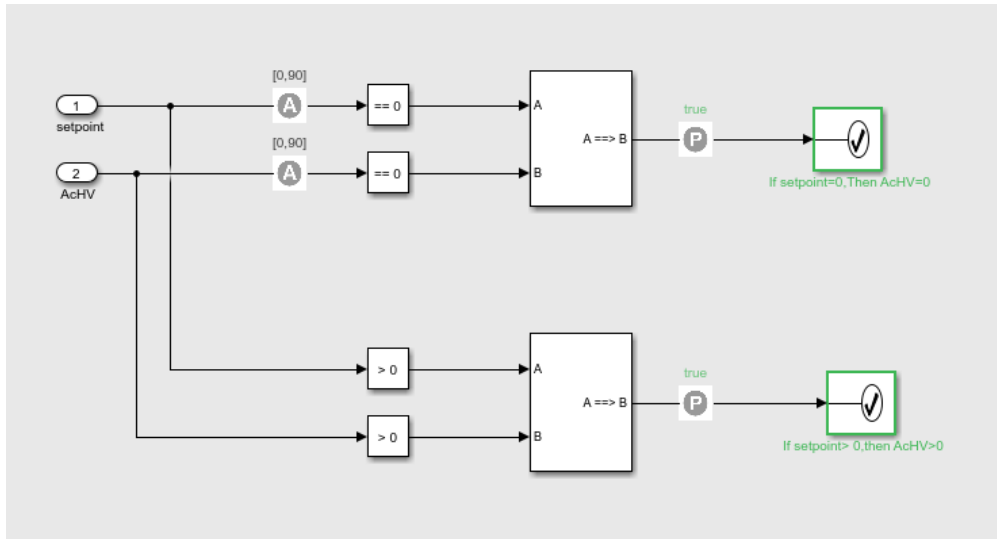 [0,90]
1
A
== 0
A
true
setpoint
A ==> B
P
[0,90]
2
A
== 0
B
If setpoint=0,Then AcHV=0
AcHV
> 0
A
true
A ==> B
P
> 0
B
If setpoint> 0,then AcHV>0